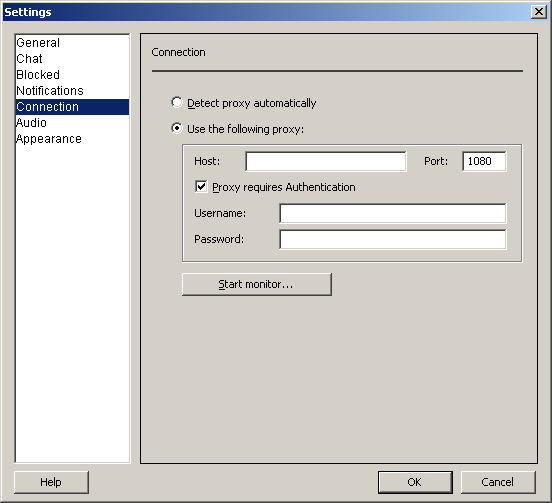 Settings
General
Chat
Blocked
Notifications
Connection
Audio
Appearance
Connection
Detect proxy automatically
Use the following proxy:
Host: Port: 1080
Proxy requires Authentication
Username:
Password:
Start monitor...
Help OK Cancel